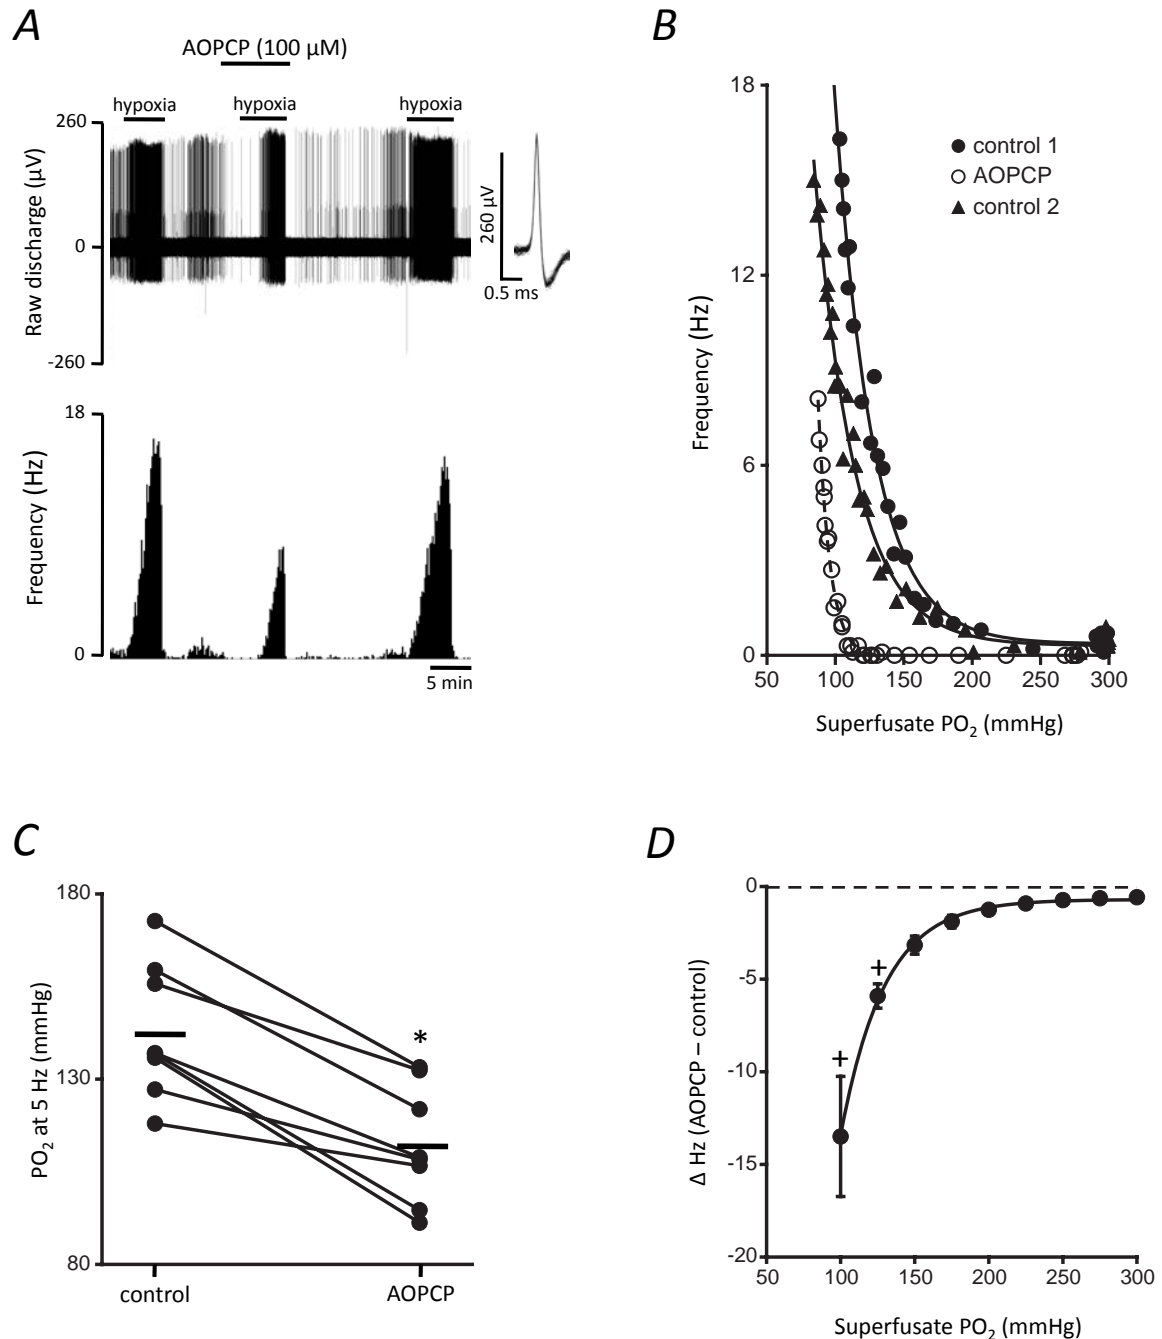 A
AOPCP (100 µM)
hypoxia hypoxia hypoxia
260
0
-260
Raw discharge (µV)
260 µV
0.5 ms
18
0
Frequency (Hz)
5 min
B
18
12
6
0
Frequency (Hz)
control 1
AOPCP
control 2
50 100 150 200 250 300
Superfusate PO₂ (mmHg)
C
180
130
80
PO₂ at 5 Hz (mmHg)
*
control AOPCP
D
0
-5
-10
-15
-20
Δ Hz (AOPCP – control)
+
+
50 100 150 200 250 300
Superfusate PO₂ (mmHg)